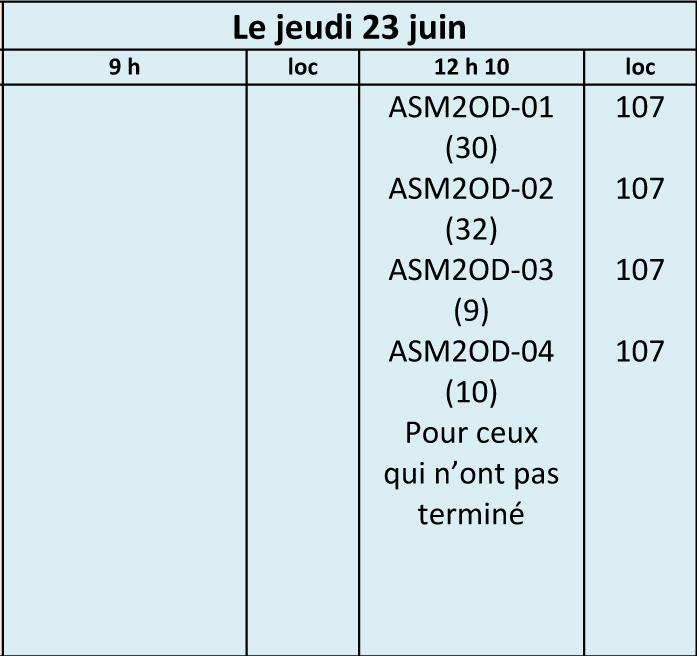 Le jeudi 23 juin
9 h loc 12 h 10 loc
ASM2OD-01 107
(30)
ASM2OD-02 107
(32)
ASM2OD-03 107
(9)
ASM2OD-04 107
(10)
Pour ceux
qui n’ont pas
terminé